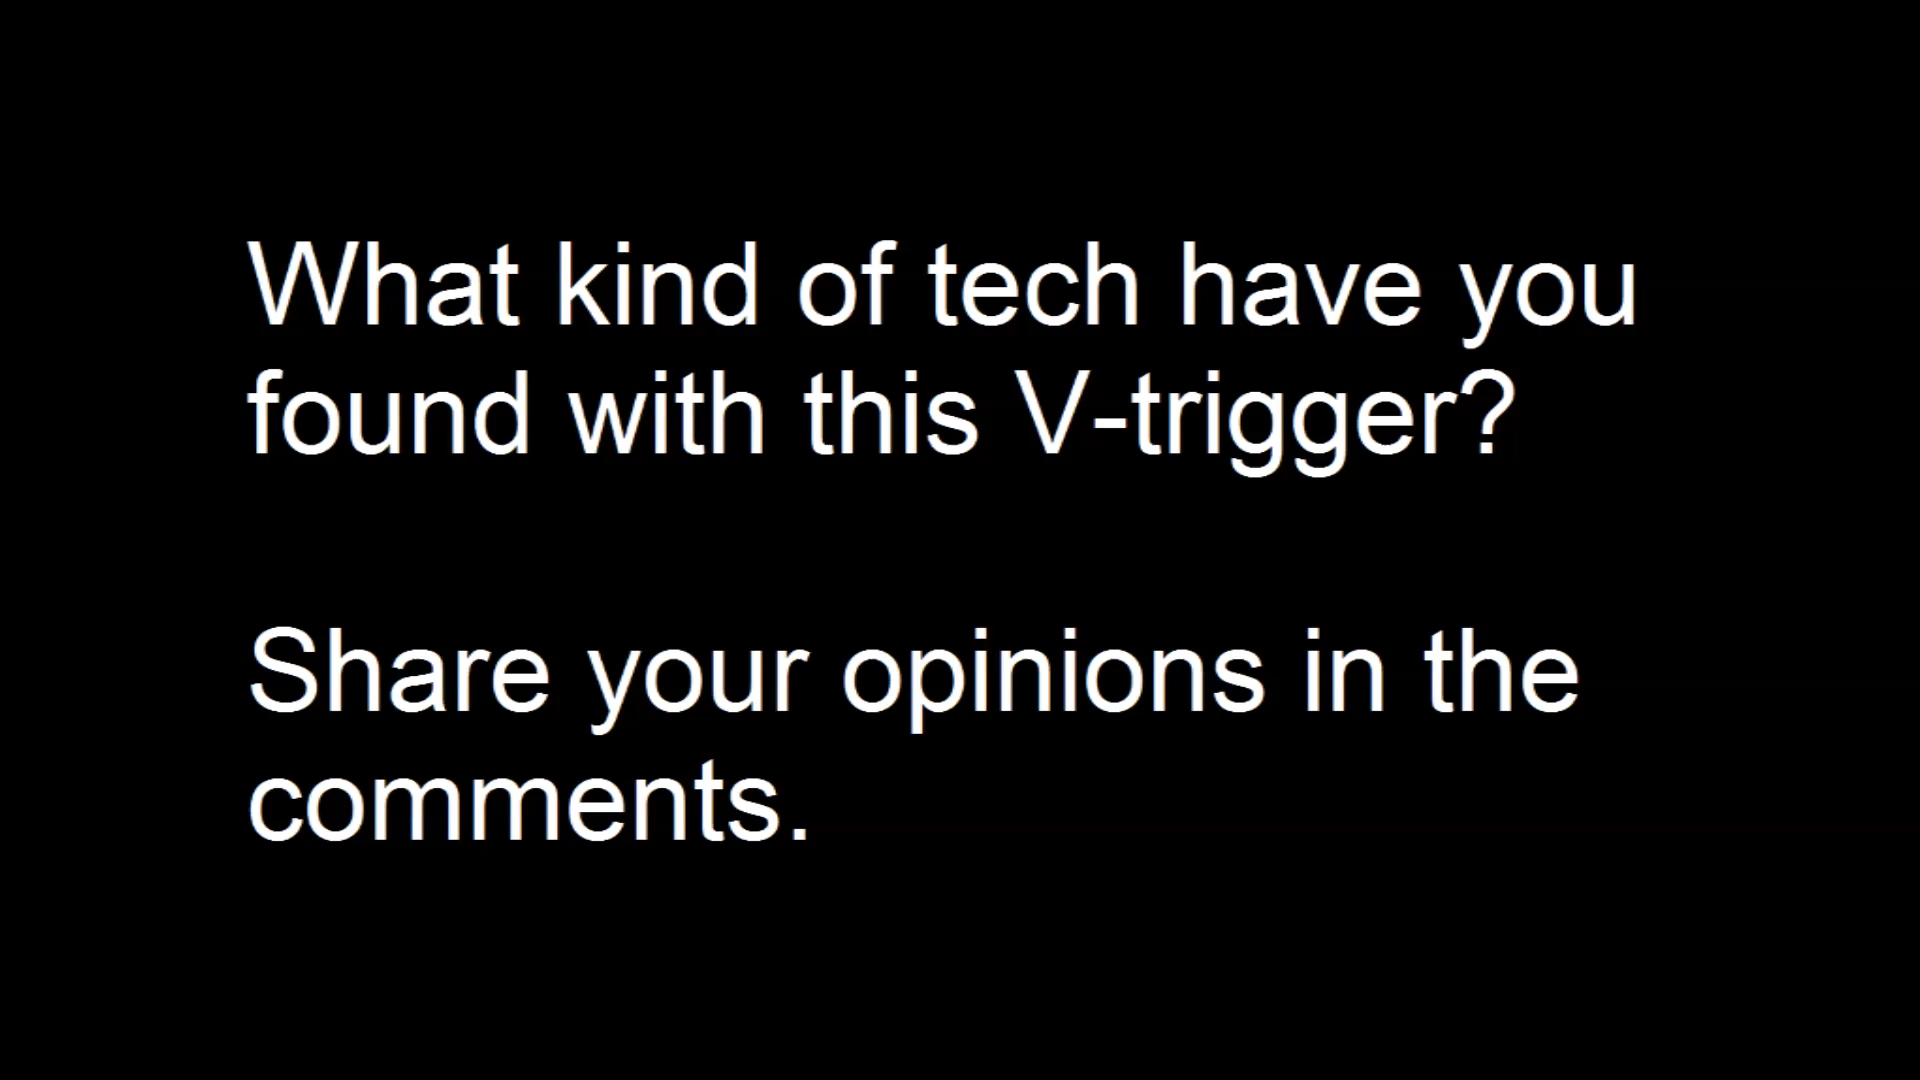 What kind of tech have you
found with this V-trigger?
Share your opinions in the
comments.